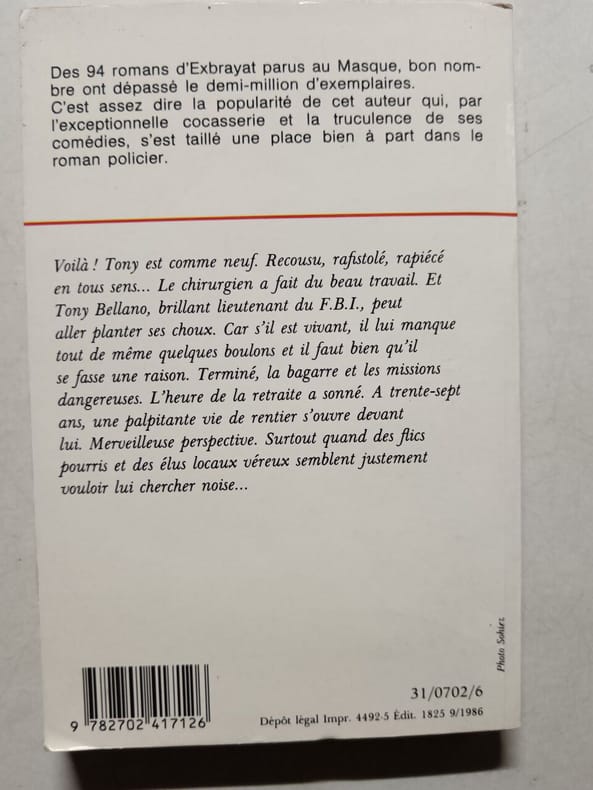 Des 94 romans d'Exbrayat parus au Masque, bon nom-
bre ont dépassé le demi-million d'exemplaires.
C'est assez dire la popularité de cet auteur qui, par
l'exceptionnelle cocasserie et la truculence de ses
comédies, s'est taillé une place bien à part dans le
roman policier.
Voilà ! Tony est comme neuf. Recousu, rafistolé, rapiécé
en tous sens... Le chirurgien a fait du beau travail. Et
Tony Bellano, brillant lieutenant du F.B.I., peut
aller planter ses choux. Car s'il est vivant, il lui manque
tout de même quelques boulons et il faut bien qu'il
se fasse une raison. Terminé, la bagarre et les missions
dangereuses. L'heure de la retraite a sonné. A trente-sept
ans, une palpitante vie de rentier s'ouvre devant
lui. Merveilleuse perspective. Surtout quand des flics
pourris et des élus locaux véreux semblent justement
vouloir lui chercher noise...
Photo Sahiez
31/0702/6
9 782702 417126
Dépôt légal Impr. 4492-5 Édit. 1825 9/1986